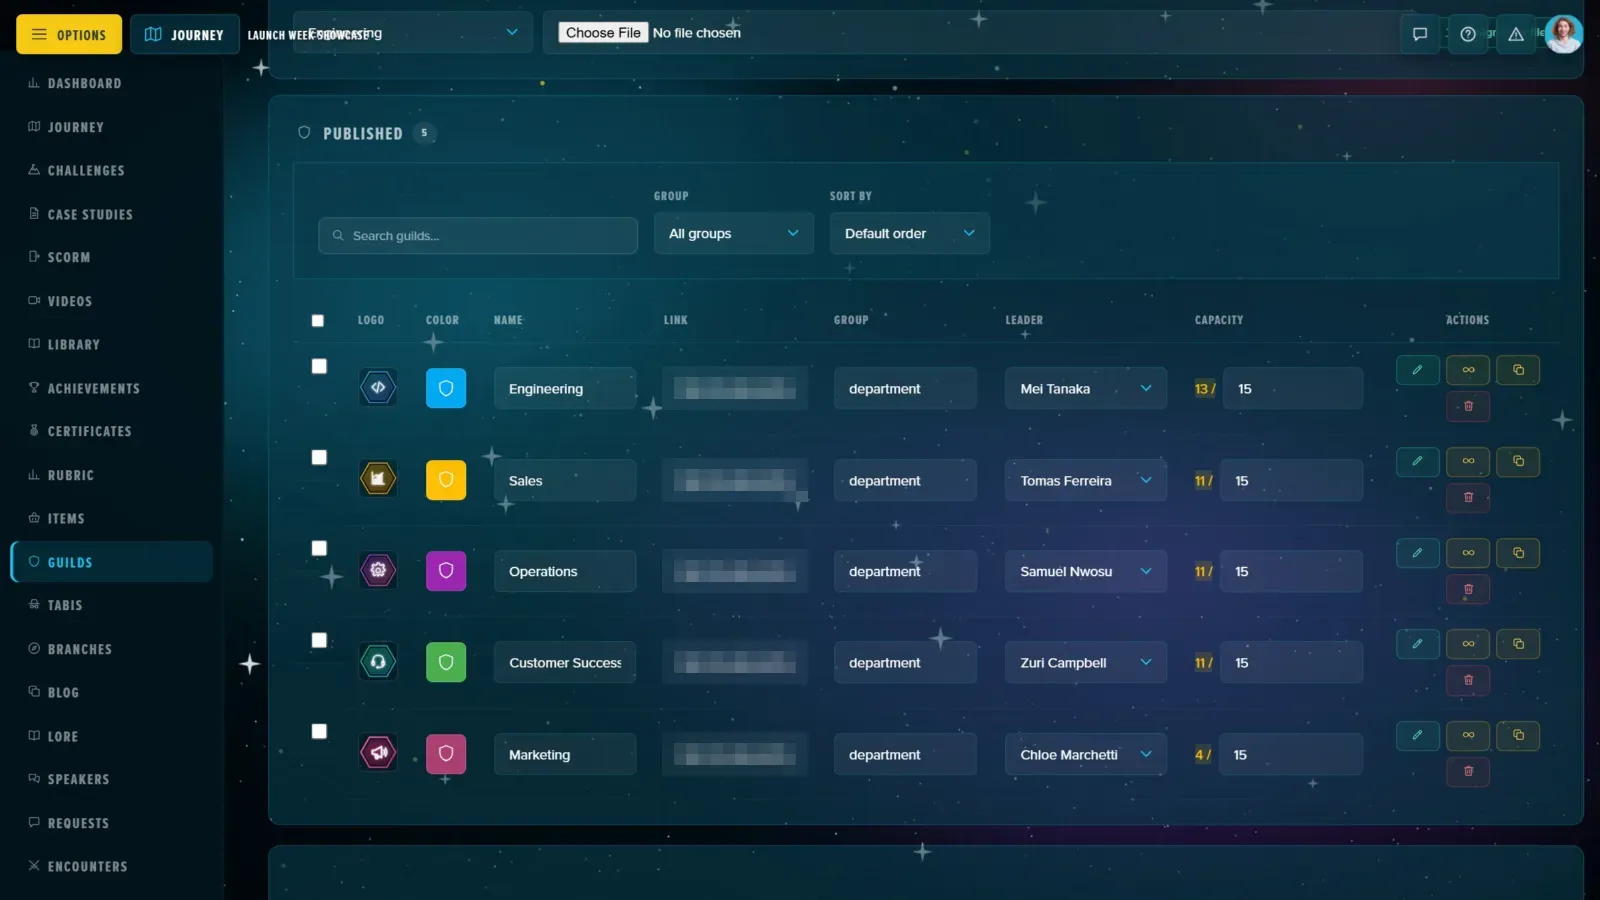 OPTIONS
JOURNEY
LAUNCH WEEK SHOWCASE
Engineering
Choose File No file chosen
DASHBOARD
JOURNEY
CHALLENGES
CASE STUDIES
SCORM
VIDEOS
LIBRARY
ACHIEVEMENTS
CERTIFICATES
RUBRIC
ITEMS
GUILDS
TABIS
BRANCHES
BLOG
LORE
SPEAKERS
REQUESTS
ENCOUNTERS
PUBLISHED 5
GROUP SORT BY
Search guilds... All groups Default order
LOGO COLOR NAME LINK GROUP LEADER CAPACITY ACTIONS
Engineering department Mei Tanaka 13 / 15
Sales department Tomas Ferreira 11 / 15
Operations department Samuel Nwosu 11 / 15
Customer Success department Zuri Campbell 11 / 15
Marketing department Chloe Marchetti 4 / 15